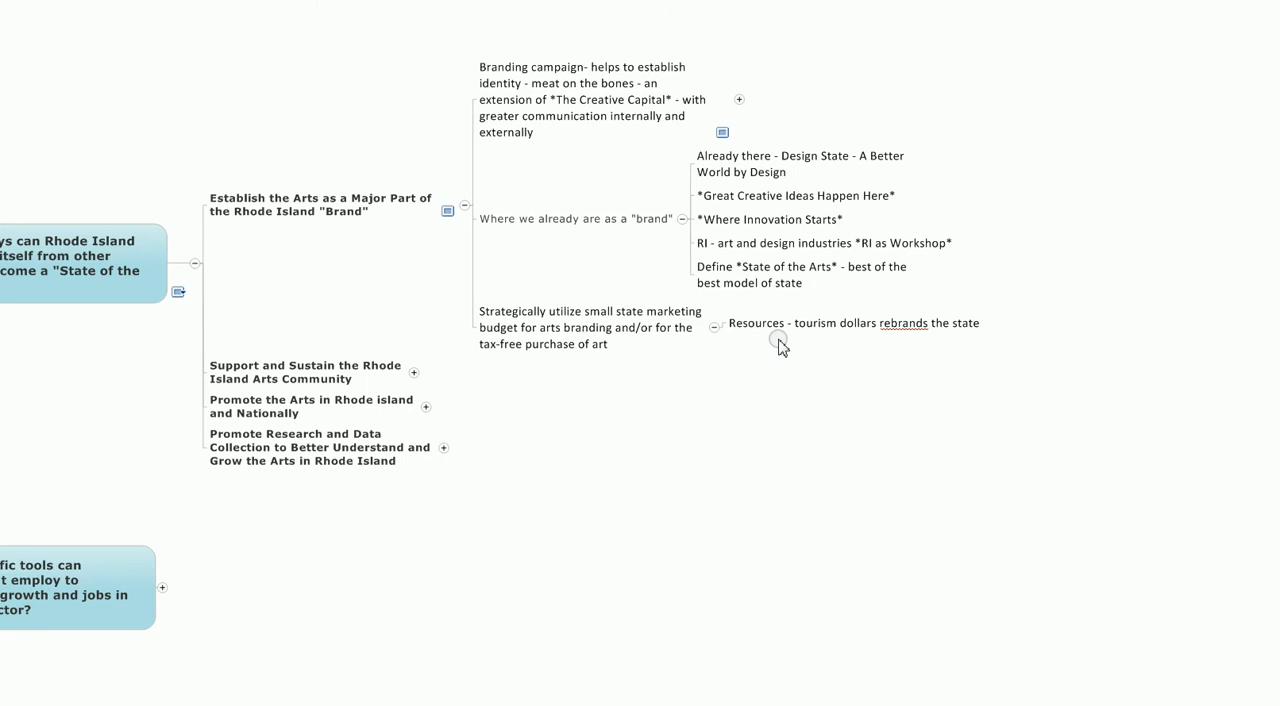 Branding campaign- helps to establish
identity - meat on the bones - an
extension of *The Creative Capital* - with
greater communication internally and
externally
Already there - Design State - A Better
World by Design
*Great Creative Ideas Happen Here*
Where we already are as a "brand"
*Where Innovation Starts*
RI - art and design industries *RI as Workshop*
Define *State of the Arts* - best of the
best model of state
Establish the Arts as a Major Part of
the Rhode Island "Brand"
Strategically utilize small state marketing
budget for arts branding and/or for the
tax-free purchase of art
Resources - tourism dollars rebrands the state
ys can Rhode Island
itself from other
come a "State of the
Support and Sustain the Rhode
Island Arts Community
Promote the Arts in Rhode island
and Nationally
Promote Research and Data
Collection to Better Understand and
Grow the Arts in Rhode Island
fic tools can
t employ to
growth and jobs in
ctor?